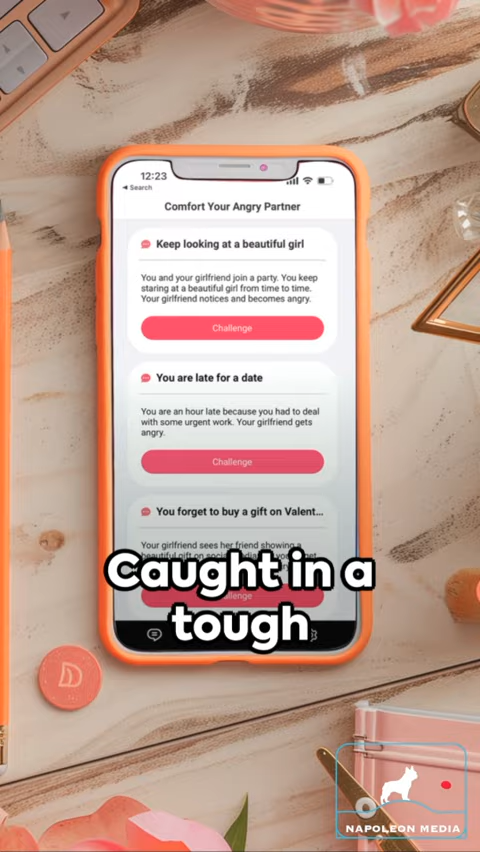 12:23
Search
Comfort Your Angry Partner
Keep looking at a beautiful girl
You and your girlfriend join a party. You keep
staring at a beautiful girl from time to time.
Your girlfriend notices and becomes angry.
Challenge
You are late for a date
You are an hour late because you had to deal
with some urgent work. Your girlfriend gets
angry.
Challenge
You forget to buy a gift on Valent...
Your girlfriend sees her friend showing a
Caught in a
tough
NAPOLEON MEDIA